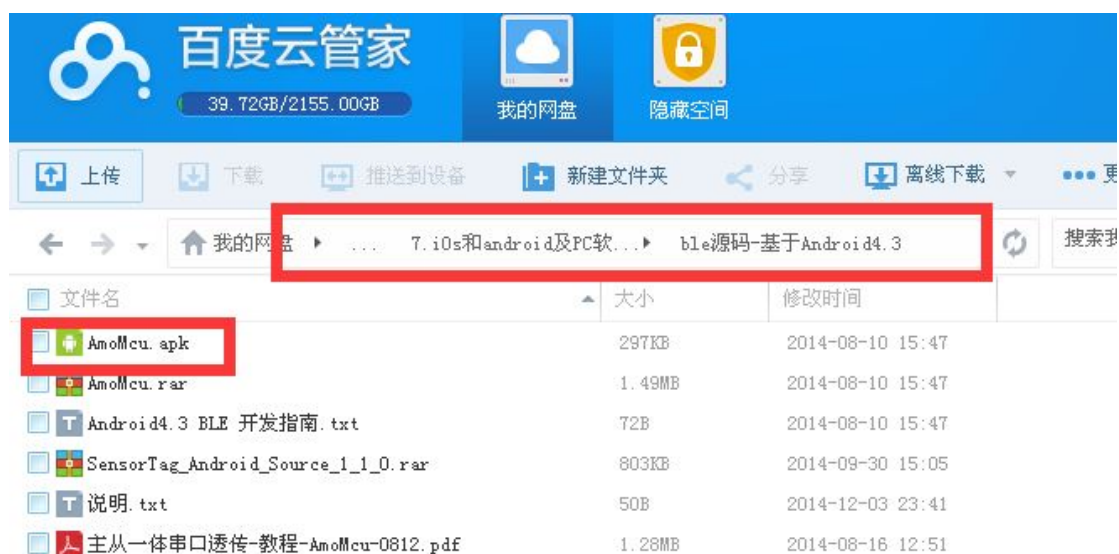 百度云管家
39.72GB/2155.00GB
我的网盘
隐藏空间
上传
下载
推送到设备
新建文件夹
分享
离线下载
更
我的网盘 ... 7.iOs和android及PC软... ble源码-基于Android4.3
搜索我
文件名 大小 修改时间
AmoMcu.apk 297KB 2014-08-10 15:47
AmoMcu.rar 1.49MB 2014-08-10 15:47
Android4.3 BLE 开发指南.txt 72B 2014-08-10 15:47
SensorTag_Android_Source_1_1_0.rar 803KB 2014-09-30 15:05
说明.txt 50B 2014-12-03 23:41
主从一体串口透传-教程-AmoMcu-0812.pdf 1.28MB 2014-08-16 12:51